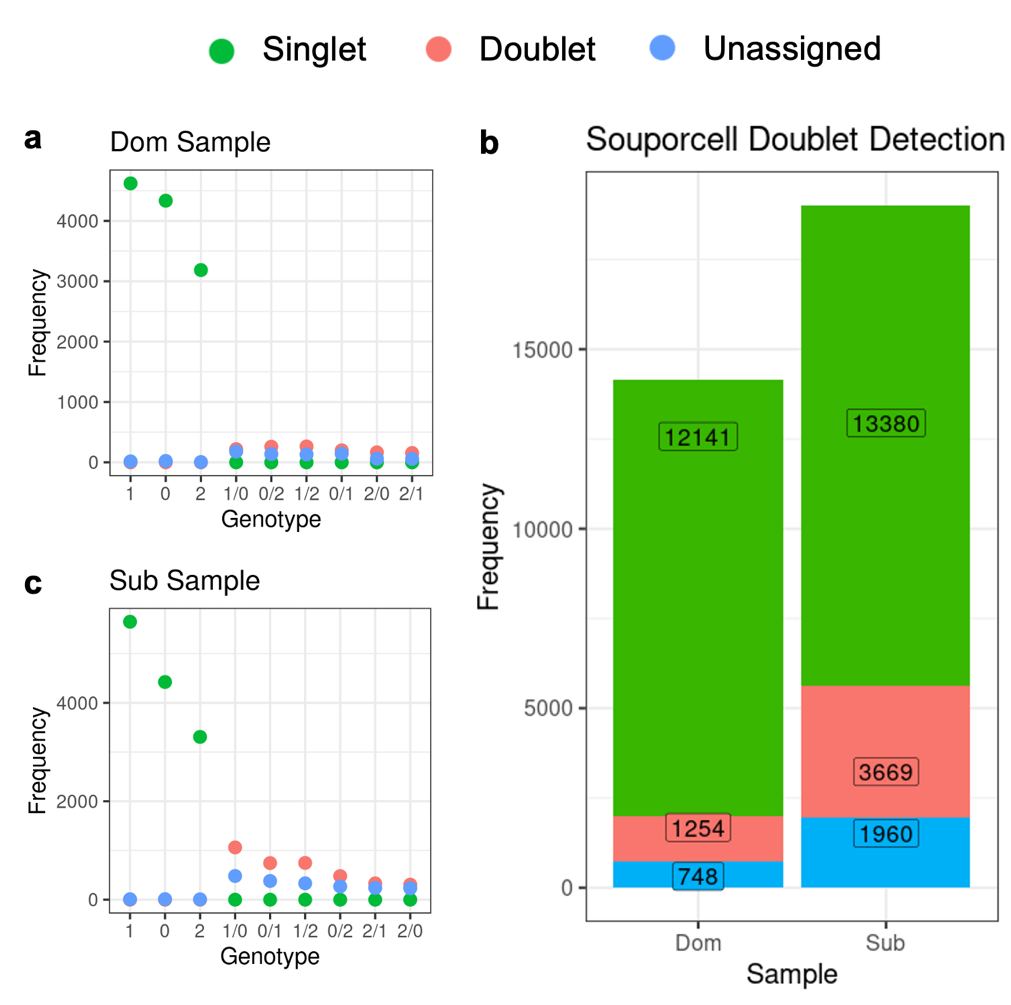 Singlet Doublet Unassigned
a Dom Sample
Frequency
4000
3000
2000
1000
0
1 0 2 1/0 0/2 1/2 0/1 2/0 2/1
Genotype
b Souporcell Doublet Detection
Frequency
15000
10000
5000
0
12141
1254
748
13380
3669
1960
Dom Sub
Sample
c Sub Sample
Frequency
4000
2000
0
1 0 2 1/0 0/1 1/2 0/2 2/1 2/0
Genotype